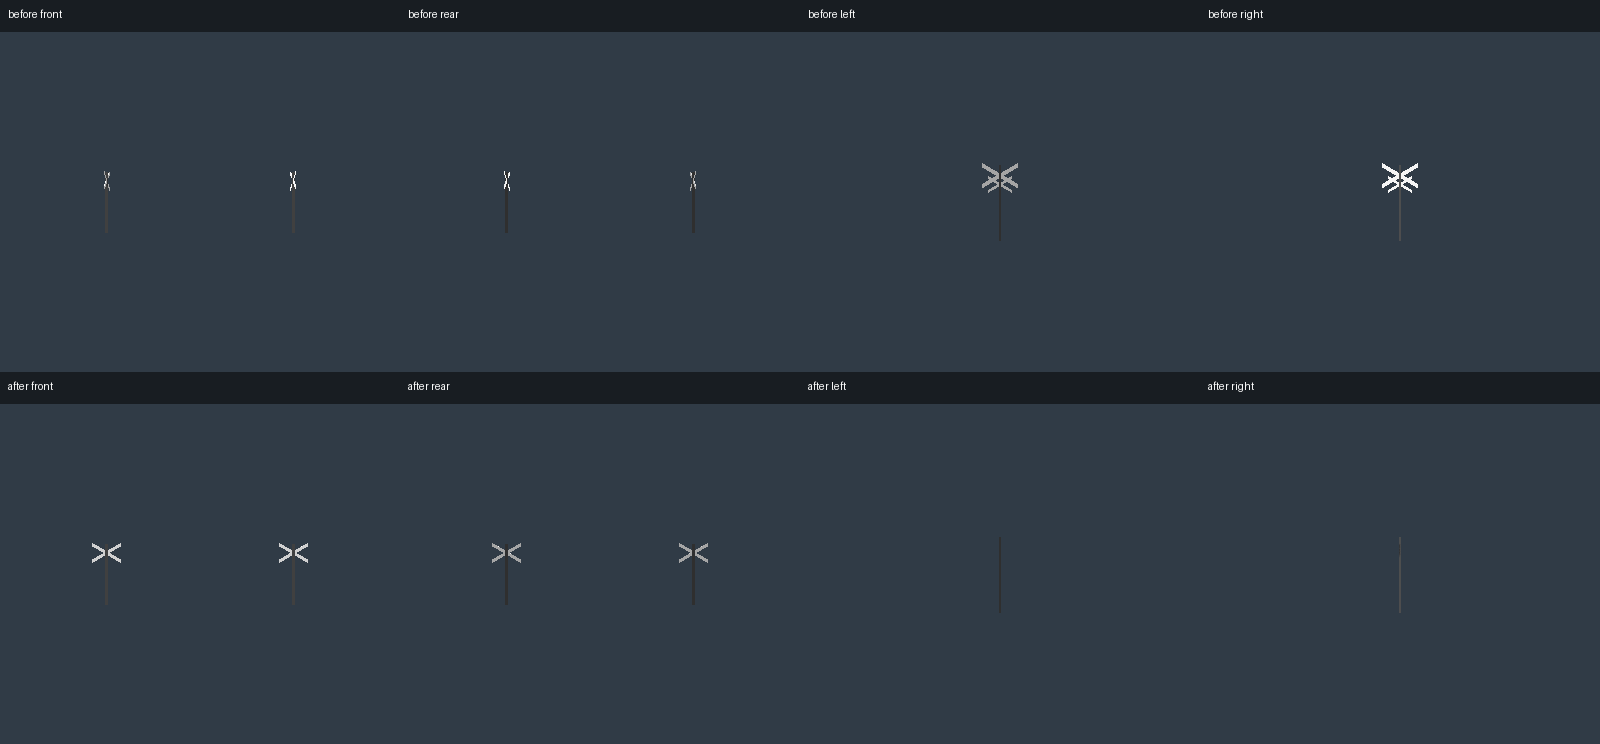 before front
before rear
before left
before right
after front
after rear
after left
after right